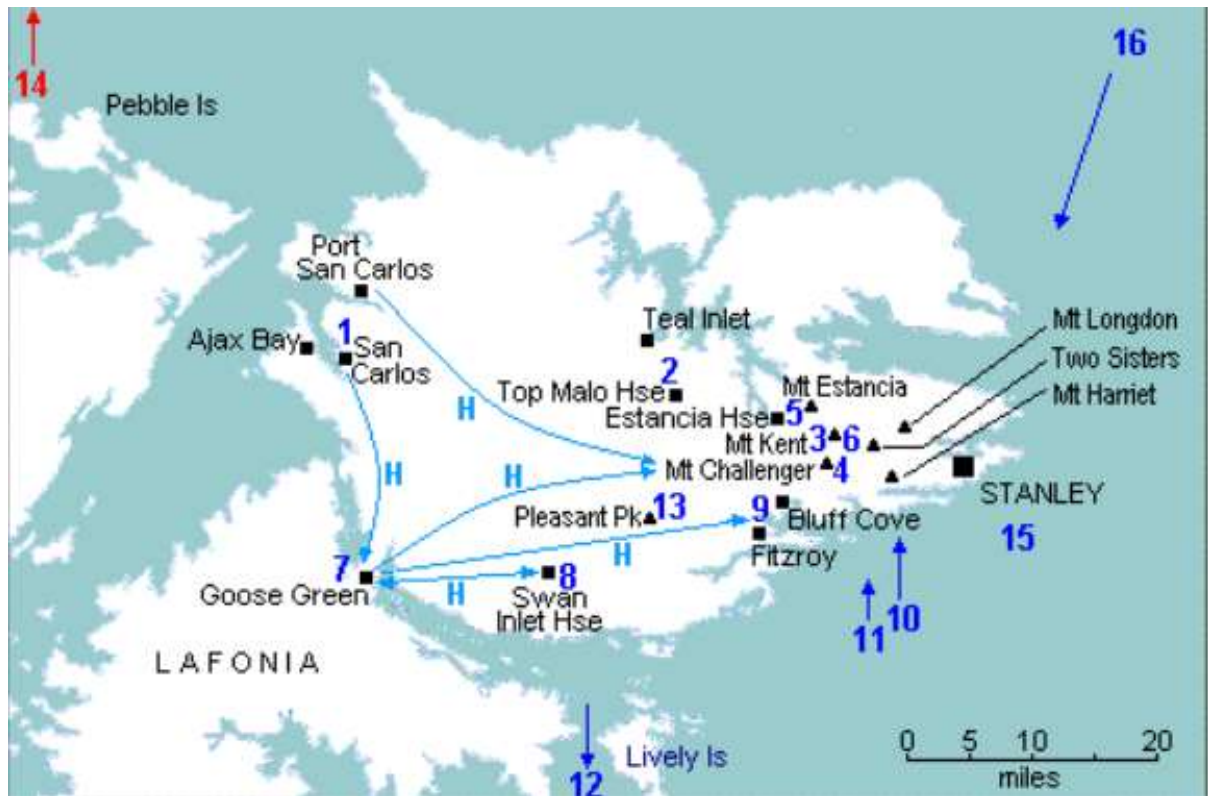 16
14
Pebble Is
Port
San Carlos
Mt Longdon
Teal Inlet
Ajax Bay
1
San
Carlos
Two Sisters
2
Mt Estancia
Mt Harriet
Top Malo Hse
H
Estancia Hse
5
Mt Kent
3
6
H
H
Mt Challenger
4
STANLEY
Pleasant Pk
13
9
Bluff Cove
15
Fitzroy
H
7
Goose Green
H
8
Swan
Inlet Hse
11
10
LAFONIA
Lively Is
12
0 5 10 20
miles